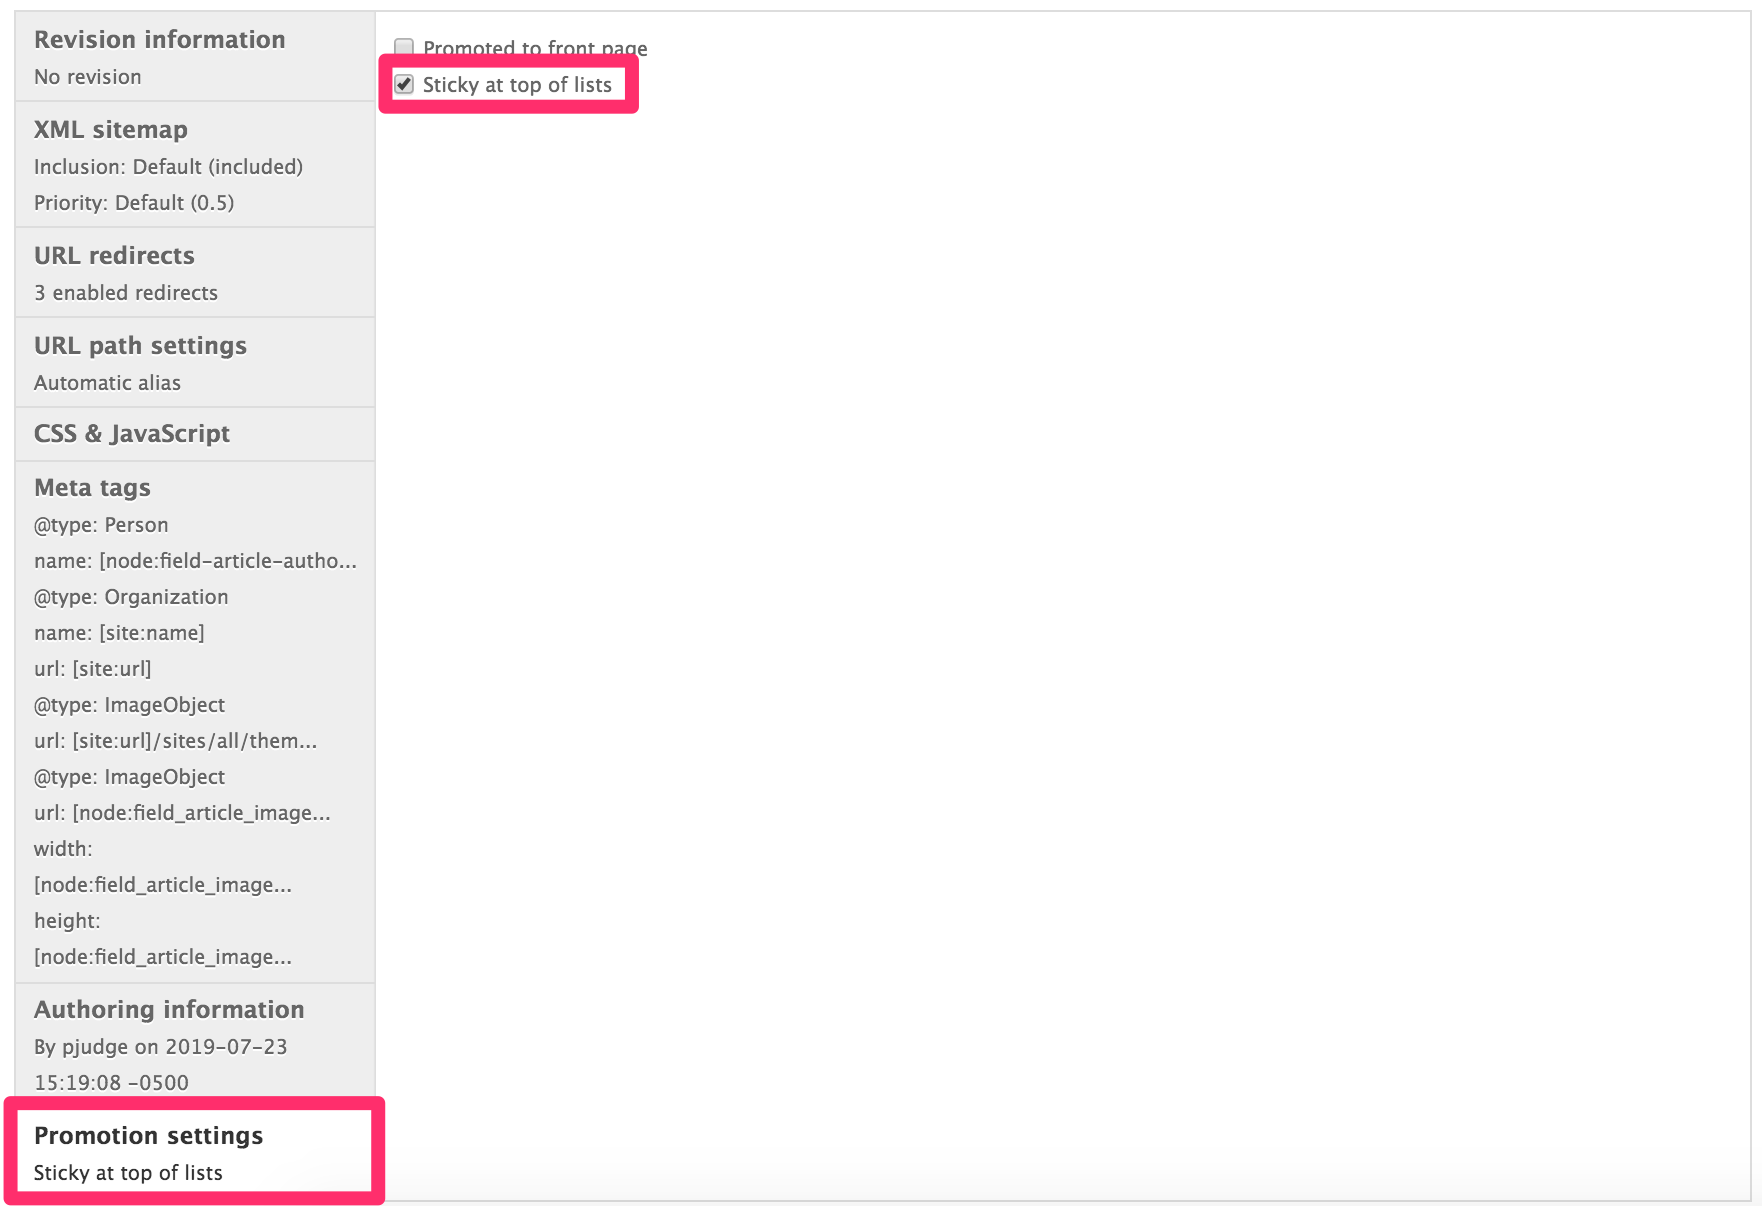 Revision information
No revision
XML sitemap
Inclusion: Default (included)
Priority: Default (0.5)
URL redirects
3 enabled redirects
URL path settings
Automatic alias
CSS & JavaScript
Meta tags
@type: Person
name: [node:field-article-autho...
@type: Organization
name: [site:name]
url: [site:url]
@type: ImageObject
url: [site:url]/sites/all/them...
@type: ImageObject
url: [node:field_article_image...
width:
[node:field_article_image...
height:
[node:field_article_image...
Authoring information
By pjudge on 2019-07-23
15:19:08 -0500
Promotion settings
Sticky at top of lists
Promoted to front page
Sticky at top of lists